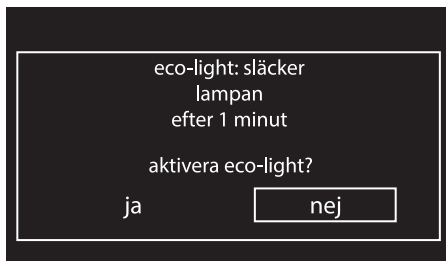 eco-light: släcker
lampan
efter 1 minut
aktivera eco-light?
ja nej